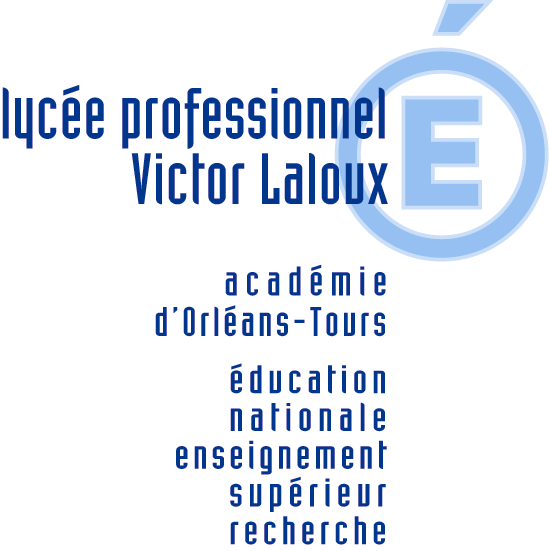 É
lycée professionnel
Victor Laloux
académie
d'Orléans-Tours
éducation
nationale
enseignement
supérieur
recherche